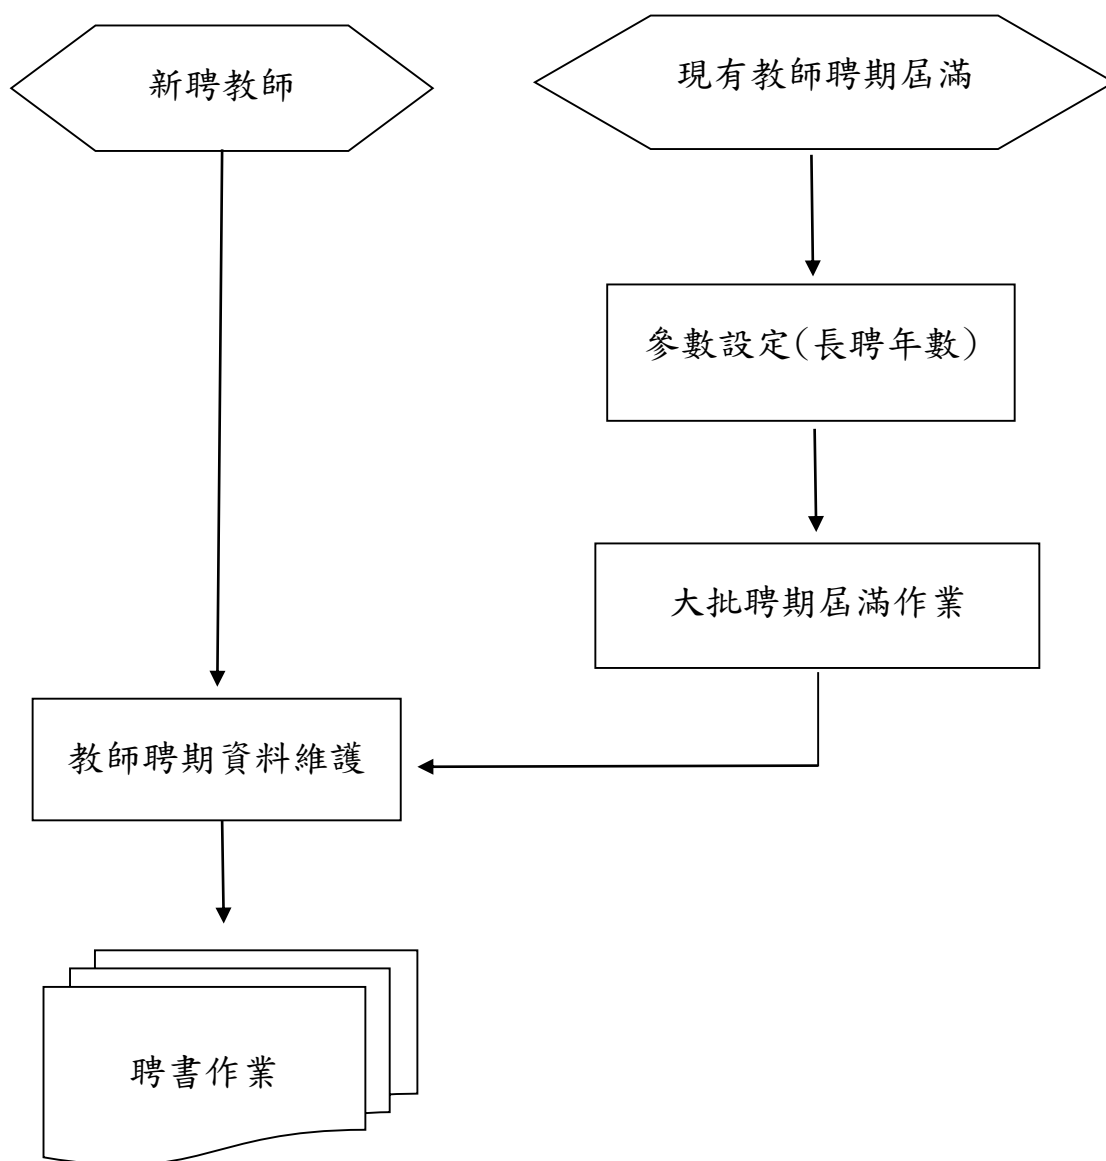 新聘教師
現有教師聘期屆滿
參數設定(長聘年數)
大批聘期屆滿作業
教師聘期資料維護
聘書作業